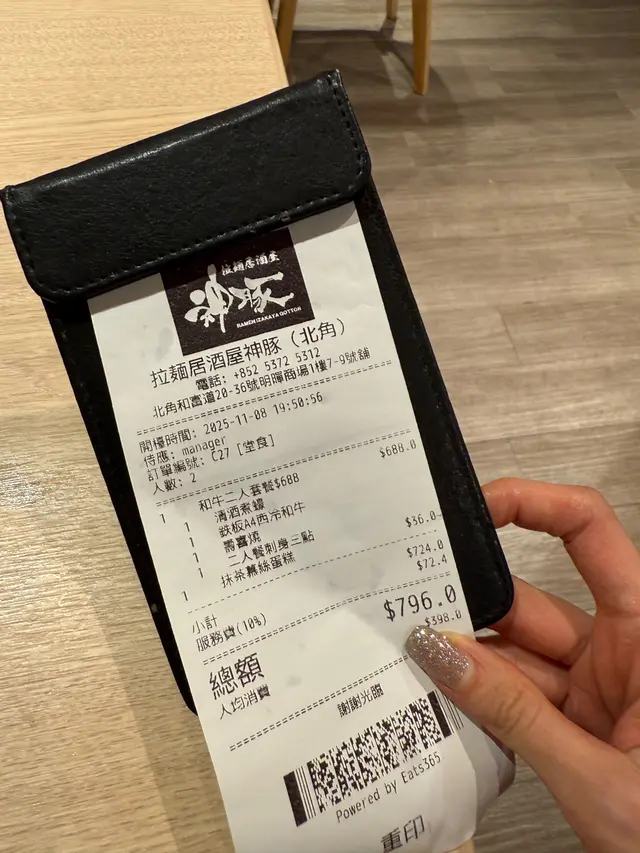 拉麵居酒屋
神豚
RAMEN IZAKAYA GOTTON
拉麵居酒屋神豚 (北角)
電話: +852 5372 5312
北角和富道20-36號明暉商場1樓7-9號舖
開檯時間: 2025-11-08 19:50:56
侍應: manager
訂單編號: C27 [堂食]
人數: 2
1 和牛二人套餐$688 $688.0
1 清酒煮蜆
1 鉄板A4西冷和牛
1 壽喜燒
1 二人餐刺身三點
1 抹茶慕絲蛋糕 $36.0
小計 $724.0
服務費(10%) $72.4
總額 $796.0
人均消費 $398.0
謝謝光臨
Powered by Eats365
重印